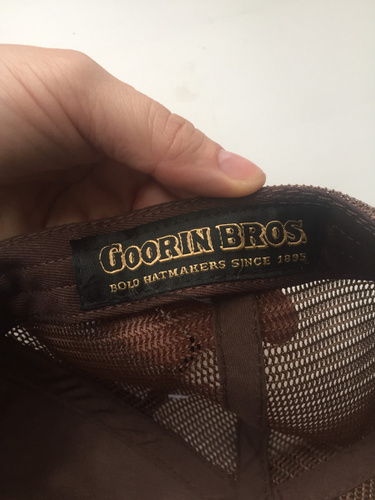 GOORIN BROS.
BOLD HATMAKERS SINCE 1895